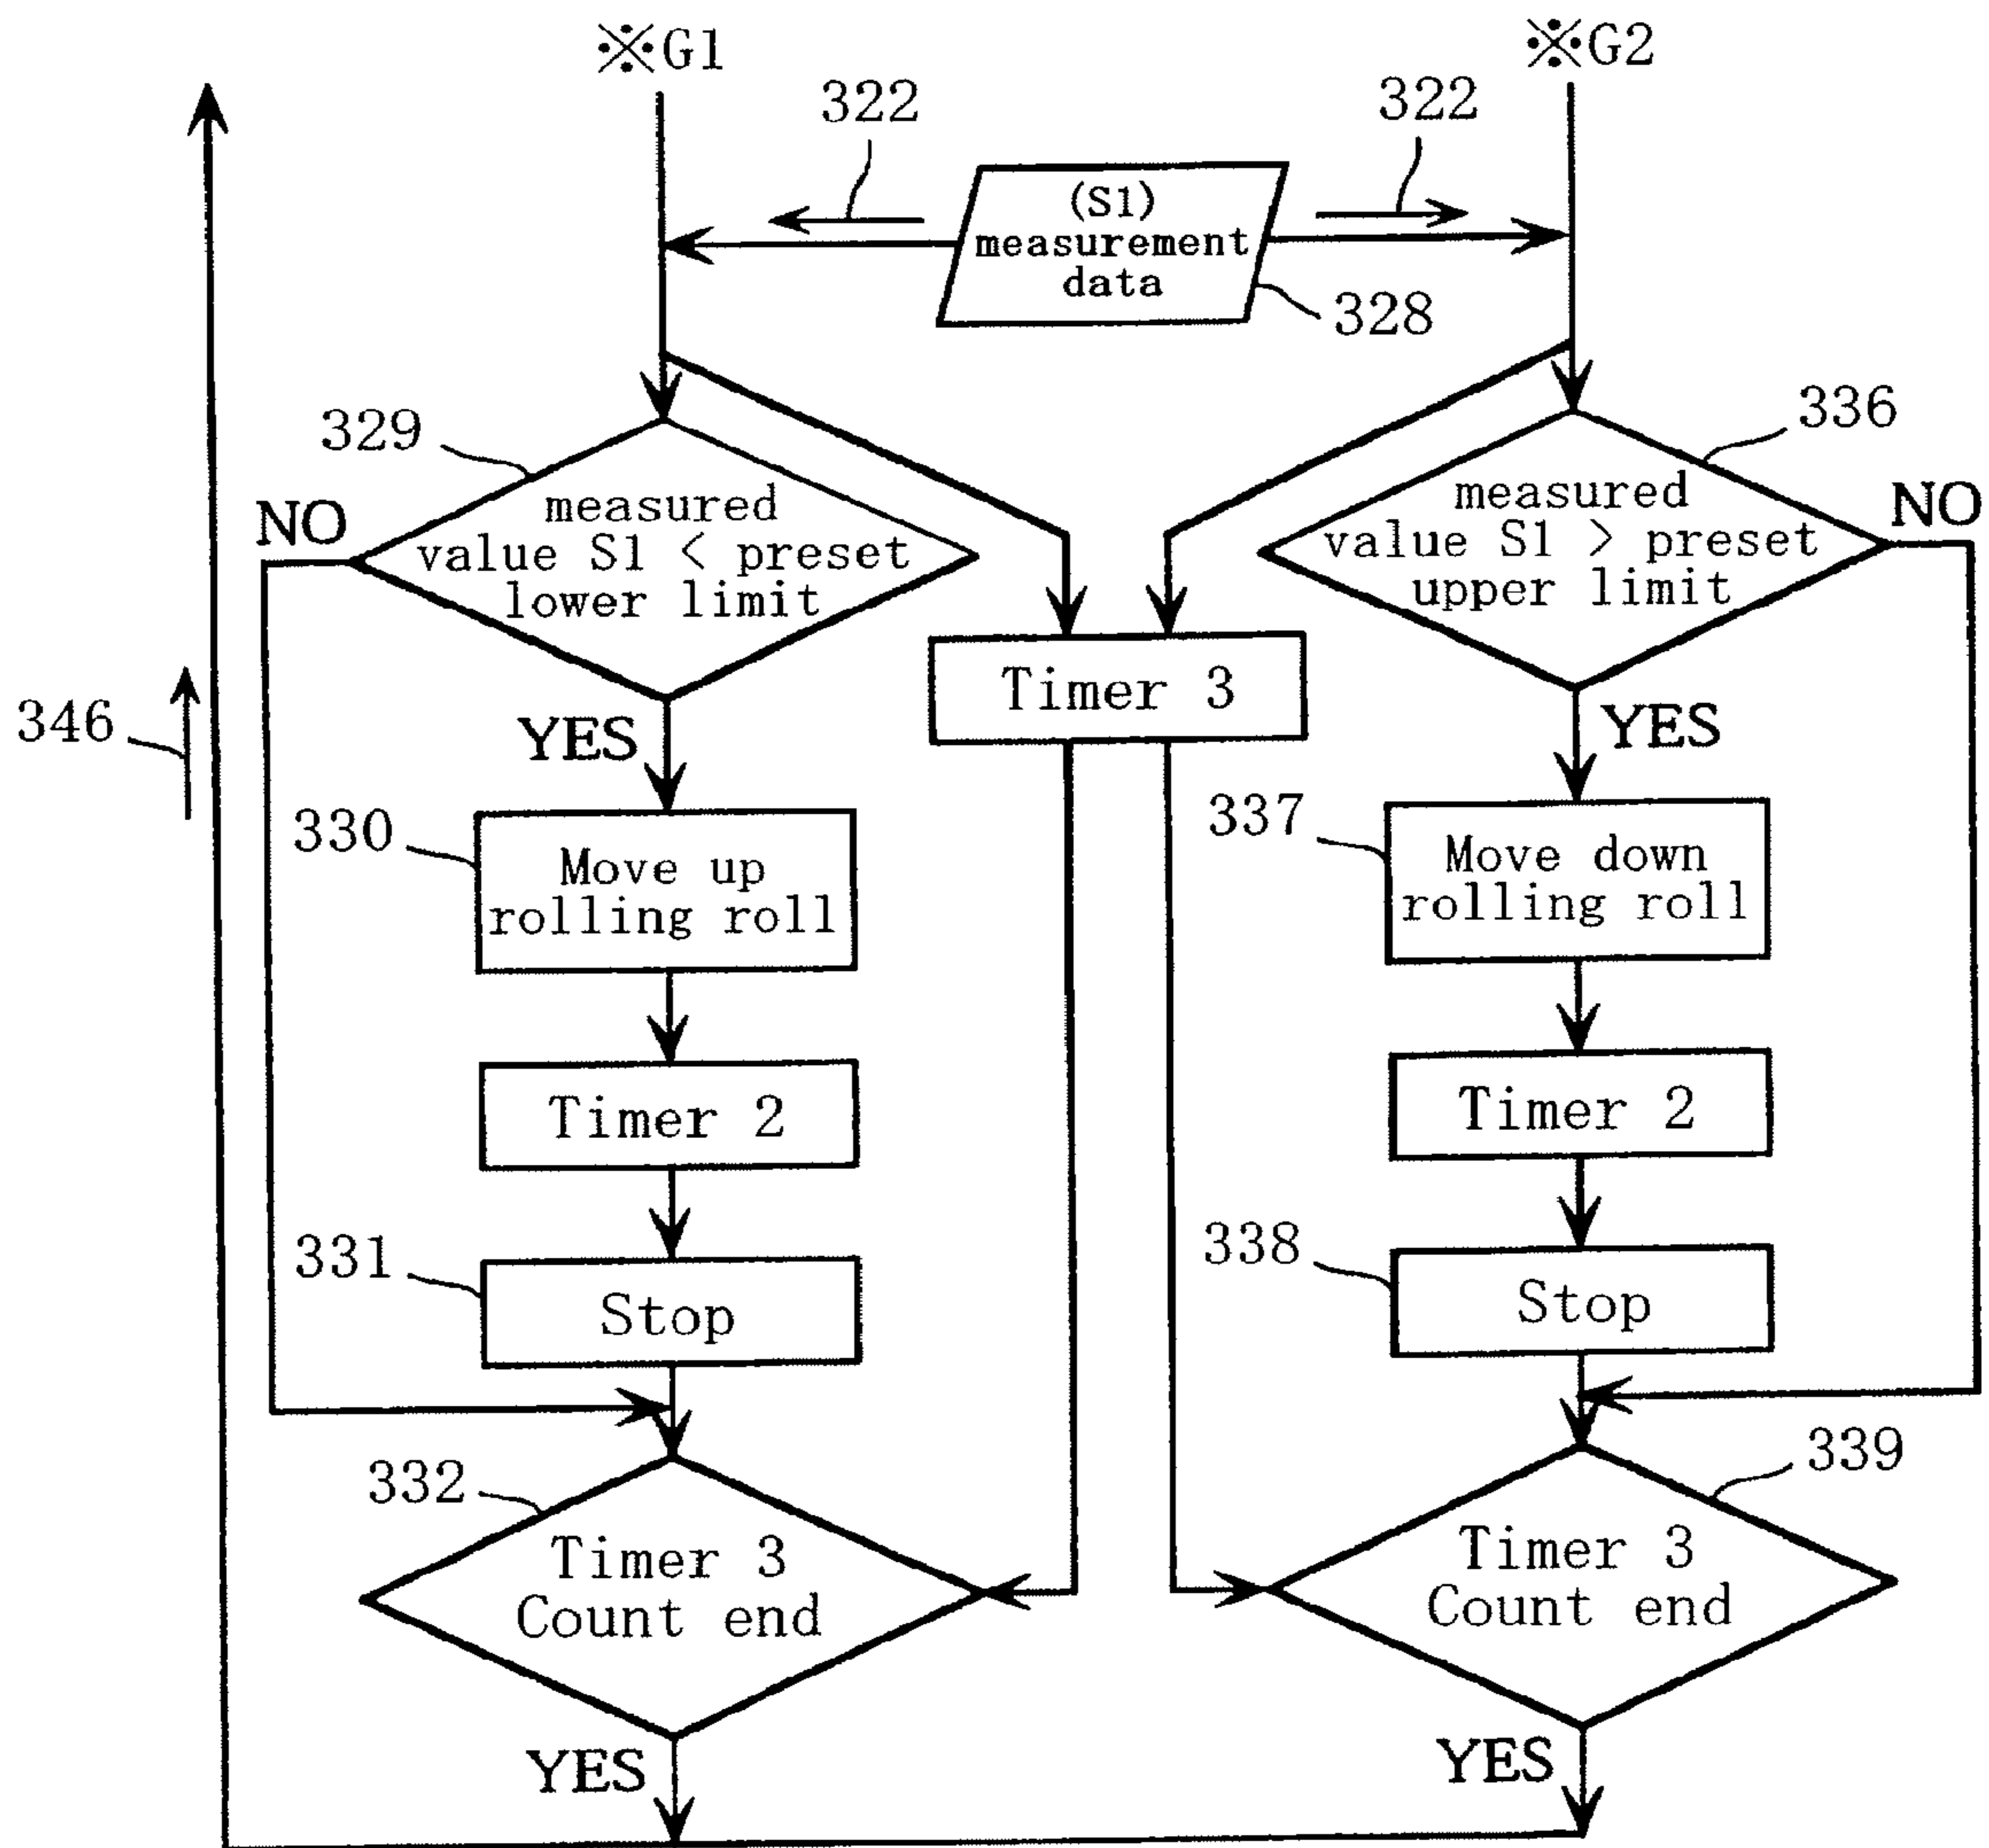 ※G1
※G2
322
322
(S1)
measurement
data
328
329
336
NO
measured
value S1 < preset
lower limit
measured
value S1 > preset
upper limit
NO
Timer 3
YES
YES
346
330
Move up
rolling roll
337
Move down
rolling roll
Timer 2
Timer 2
331
Stop
338
Stop
332
339
Timer 3
Count end
Timer 3
Count end
YES
YES